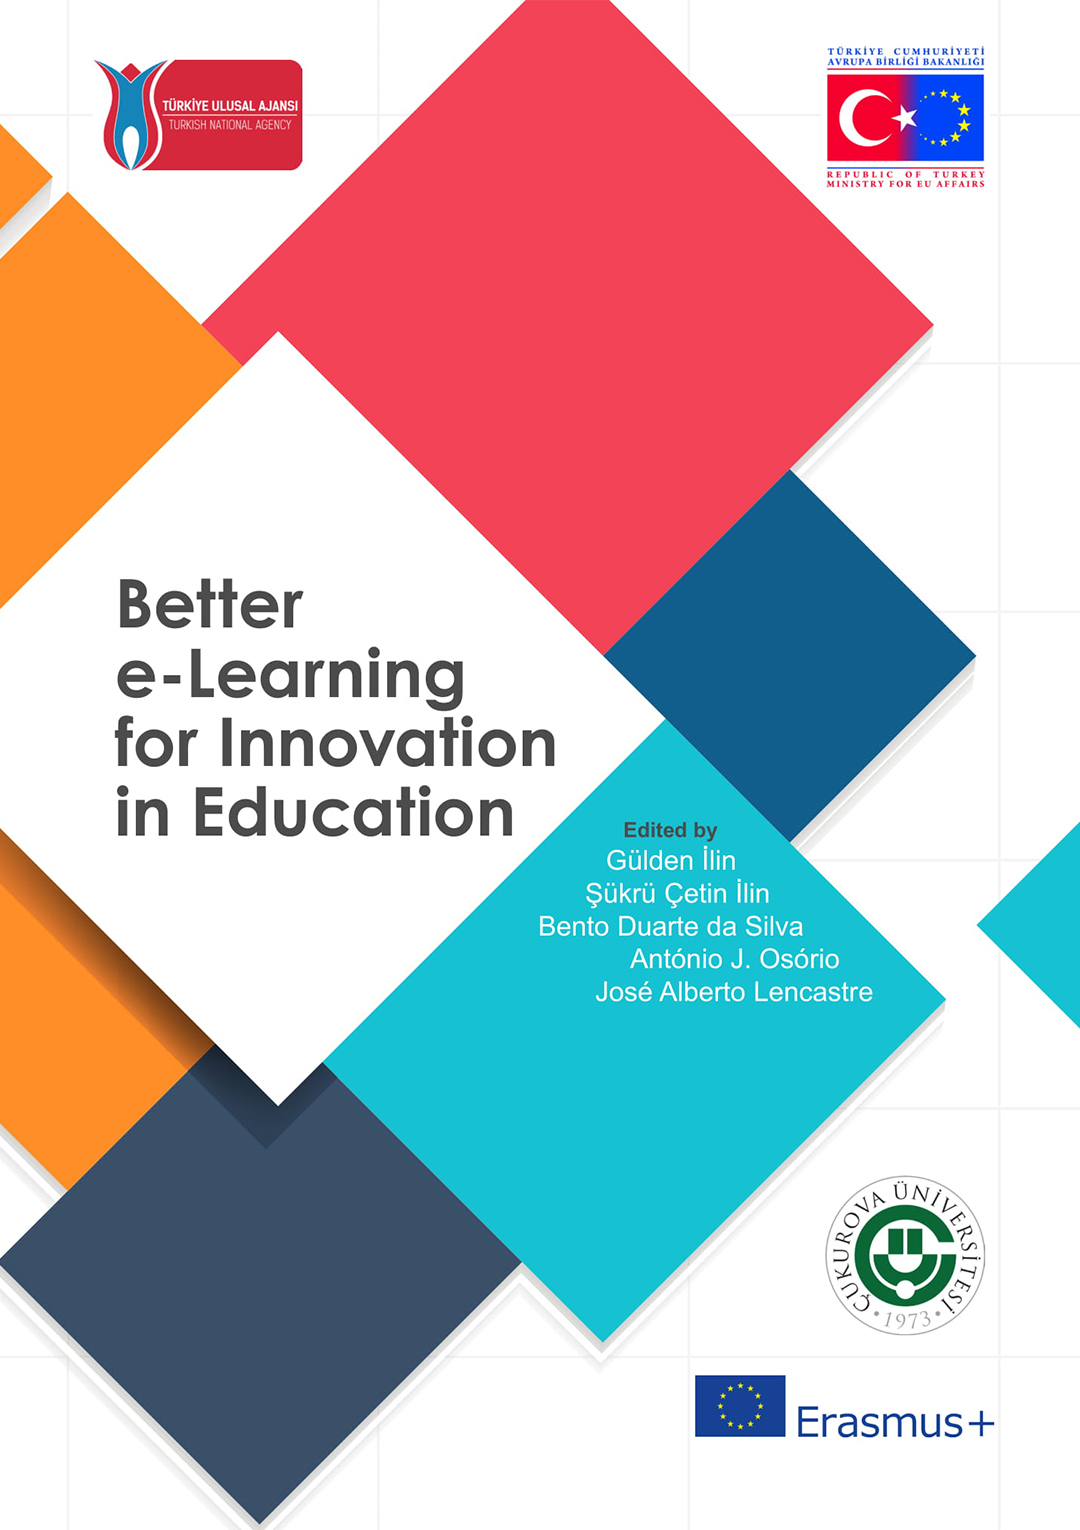 TÜRKİYE ULUSAL AJANSI
TURKISH NATIONAL AGENCY
TÜRKİYE CUMHURİYETİ
AVRUPA BİRLİĞİ BAKANLIĞI
REPUBLIC OF TURKEY
MINISTRY FOR EU AFFAIRS
Better
e-Learning
for Innovation
in Education
Edited by
Gülden İlin
Şükrü Çetin İlin
Bento Duarte da Silva
António J. Osório
José Alberto Lencastre
ÇUKUROVA ÜNİVERSİTESİ
• 1973 •
Erasmus+